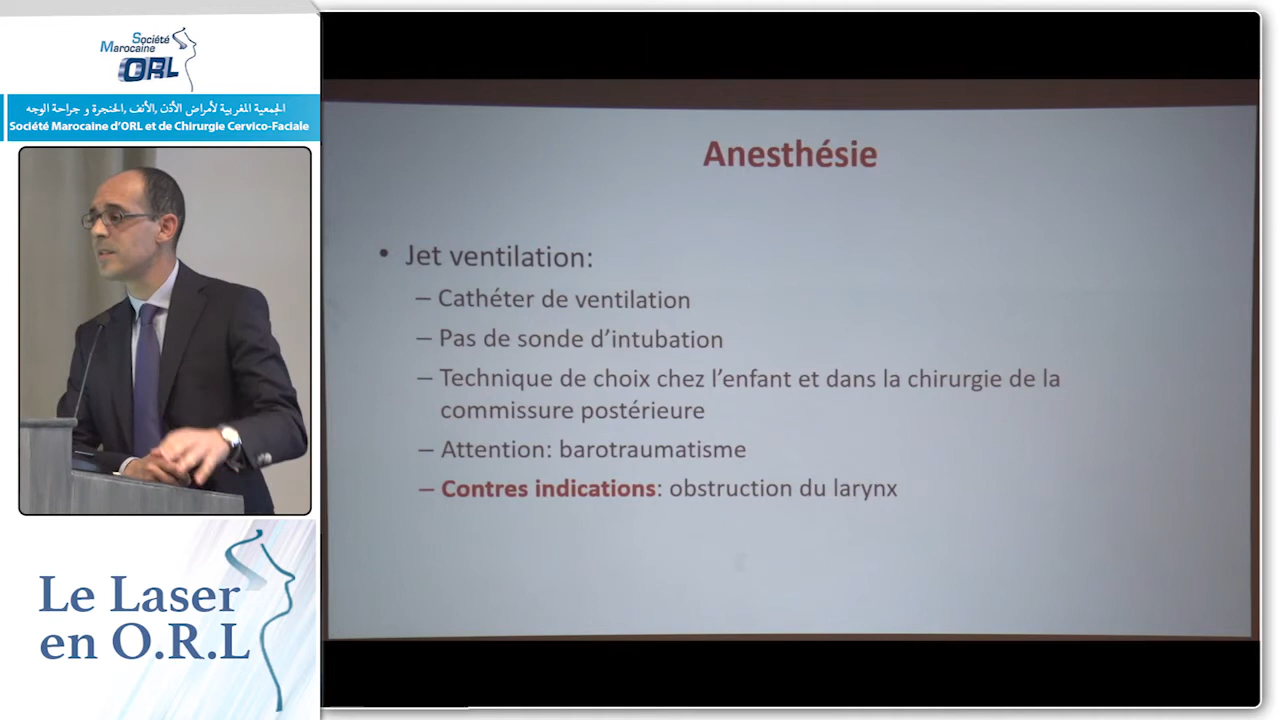 Société
Marocaine
ORL
الجمعية المغربية لأمراض الأذن ,الأنف ,الحنجرة و جراحة الوجه
Société Marocaine d'ORL et de Chirurgie Cervico-Faciale
Le Laser
en O.R.L
Anesthésie
• Jet ventilation:
– Cathéter de ventilation
– Pas de sonde d'intubation
– Technique de choix chez l'enfant et dans la chirurgie de la
commissure postérieure
– Attention: barotraumatisme
– Contres indications: obstruction du larynx